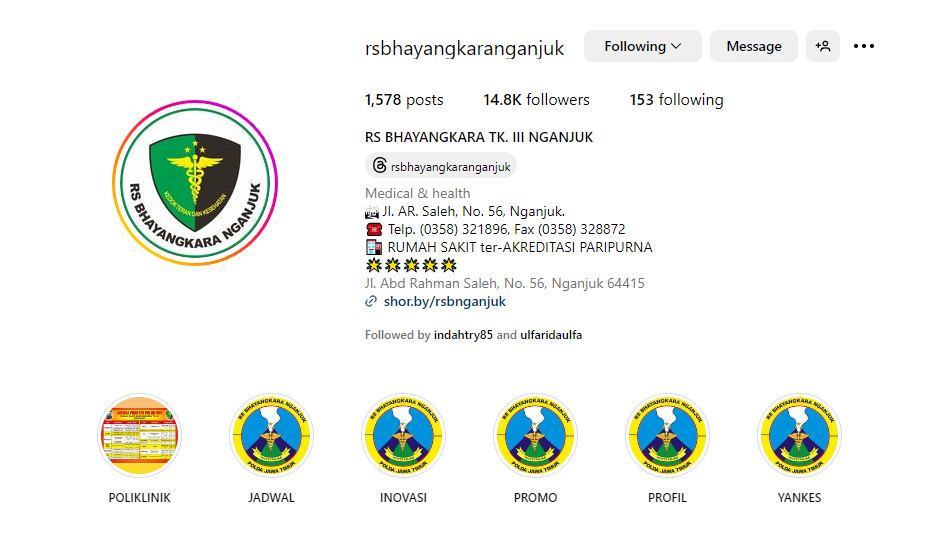 rsbhayangkaranganjuk
Following
Message
1,578 posts
14.8K followers
153 following
RS BHAYANGKARA TK. III NGANJUK
rsbhayangkaranganjuk
Medical & health
Jl. AR. Saleh, No. 56, Nganjuk.
Telp. (0358) 321896, Fax (0358) 328872
RUMAH SAKIT ter-AKREDITASI PARIPURNA
Jl. Abd Rahman Saleh, No. 56, Nganjuk 64415
shor.by/rsbnganjuk
Followed by indahtry85 and ulfaridaulfa
KEDOKTERAN DAN KESEHATAN
RS BHAYANGKARA NGANJUK
RS BHAYANGKARA NGANJUK
POLDA JAWA TIMUR
RS BHAYANGKARA NGANJUK
POLDA JAWA TIMUR
RS BHAYANGKARA NGANJUK
POLDA JAWA TIMUR
RS BHAYANGKARA NGANJUK
POLDA JAWA TIMUR
RS BHAYANGKARA NGANJUK
POLDA JAWA TIMUR
POLIKLINIK
JADWAL
INOVASI
PROMO
PROFIL
YANKES